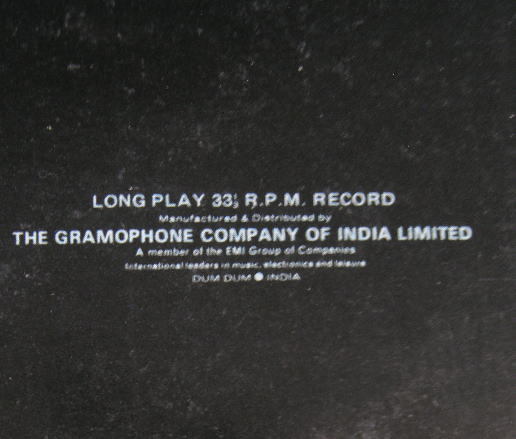 LONG PLAY 33⅓ R.P.M. RECORD
Manufactured & Distributed by
THE GRAMOPHONE COMPANY OF INDIA LIMITED
A member of the EMI Group of Companies
International leaders in music, electronics and leisure
DUM DUM ● INDIA